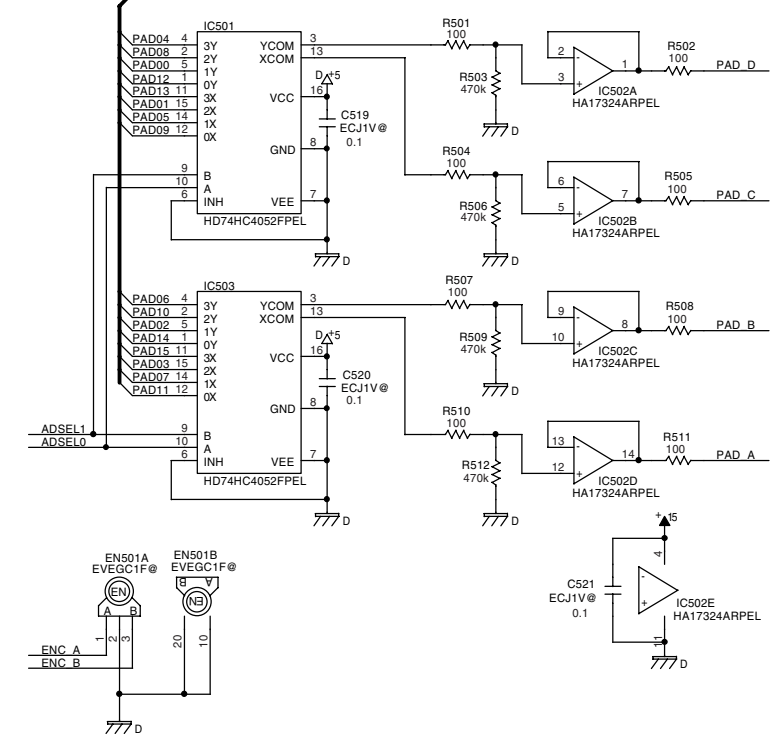 IC501
PAD04 4 3Y YCOM 3
PAD08 2 2Y XCOM 13
PAD00 5 1Y
PAD12 1 0Y
PAD13 11 3X
PAD01 15 2X VCC 16
PAD05 14 1X
PAD09 12 0X
GND 8
9 B
10 A
6 INH VEE 7
HD74HC4052FPEL
D +5
C519
ECJ1V@
0.1
D
R501
100
R503
470k
D
2 -
3 +
1
IC502A
HA17324ARPEL
R502
100
PAD_D
R504
100
R506
470k
D
6 -
5 +
7
IC502B
HA17324ARPEL
R505
100
PAD_C
IC503
PAD06 4 3Y YCOM 3
PAD10 2 2Y XCOM 13
PAD02 5 1Y
PAD14 1 0Y
PAD15 11 3X
PAD03 15 2X VCC 16
PAD07 14 1X
PAD11 12 0X
GND 8
ADSEL1 9 B
ADSEL0 10 A
6 INH VEE 7
HD74HC4052FPEL
D +5
C520
ECJ1V@
0.1
D
R507
100
R509
470k
D
9 -
10 +
8
IC502C
HA17324ARPEL
R508
100
PAD_B
R510
100
R512
470k
D
13 -
12 +
14
IC502D
HA17324ARPEL
R511
100
PAD_A
EN501A
EVEGC1F@
EN
A B
1 2 3
ENC_A
ENC_B
D
EN501B
EVEGC1F@
A B
EN
20 10
+15
4
C521
ECJ1V@
0.1
-
+
IC502E
HA17324ARPEL
11
D